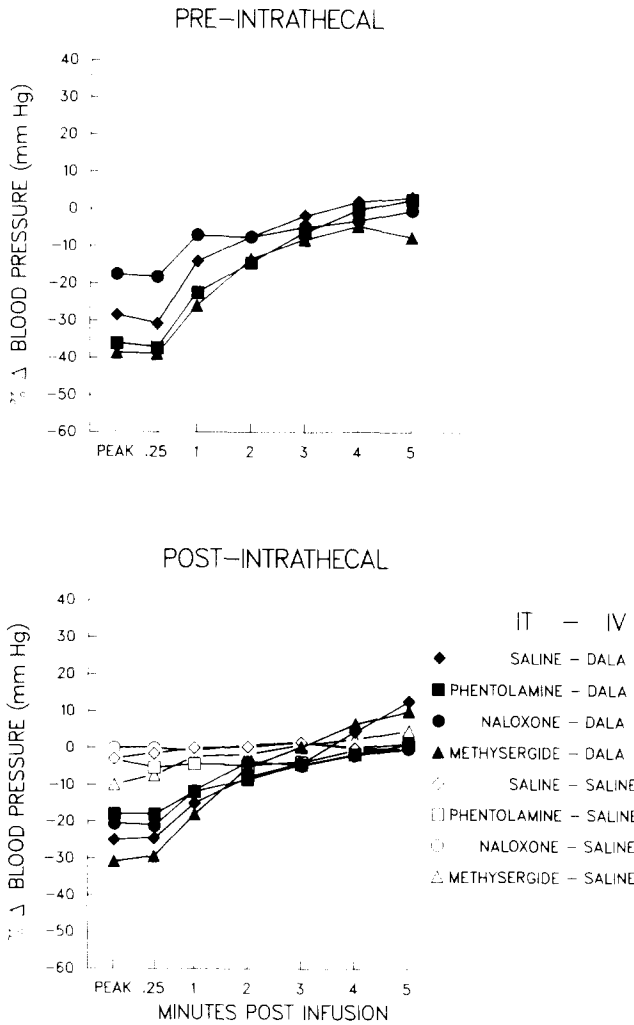 PRE-INTRATHECAL
40
30
20
10
0
-10
-20
-30
-40
-50
-60
Δ BLOOD PRESSURE (mm Hg)
PEAK .25 1 2 3 4 5
POST-INTRATHECAL
40
30
20
10
0
-10
-20
-30
-40
-50
-60
Δ BLOOD PRESSURE (mm Hg)
PEAK .25 1 2 3 4 5
MINUTES POST INFUSION
IT - IV
SALINE - DALA
PHENTOLAMINE - DALA
NALOXONE - DALA
METHYSERGIDE - DALA
SALINE - SALINE
PHENTOLAMINE - SALINE
NALOXONE - SALINE
METHYSERGIDE - SALINE